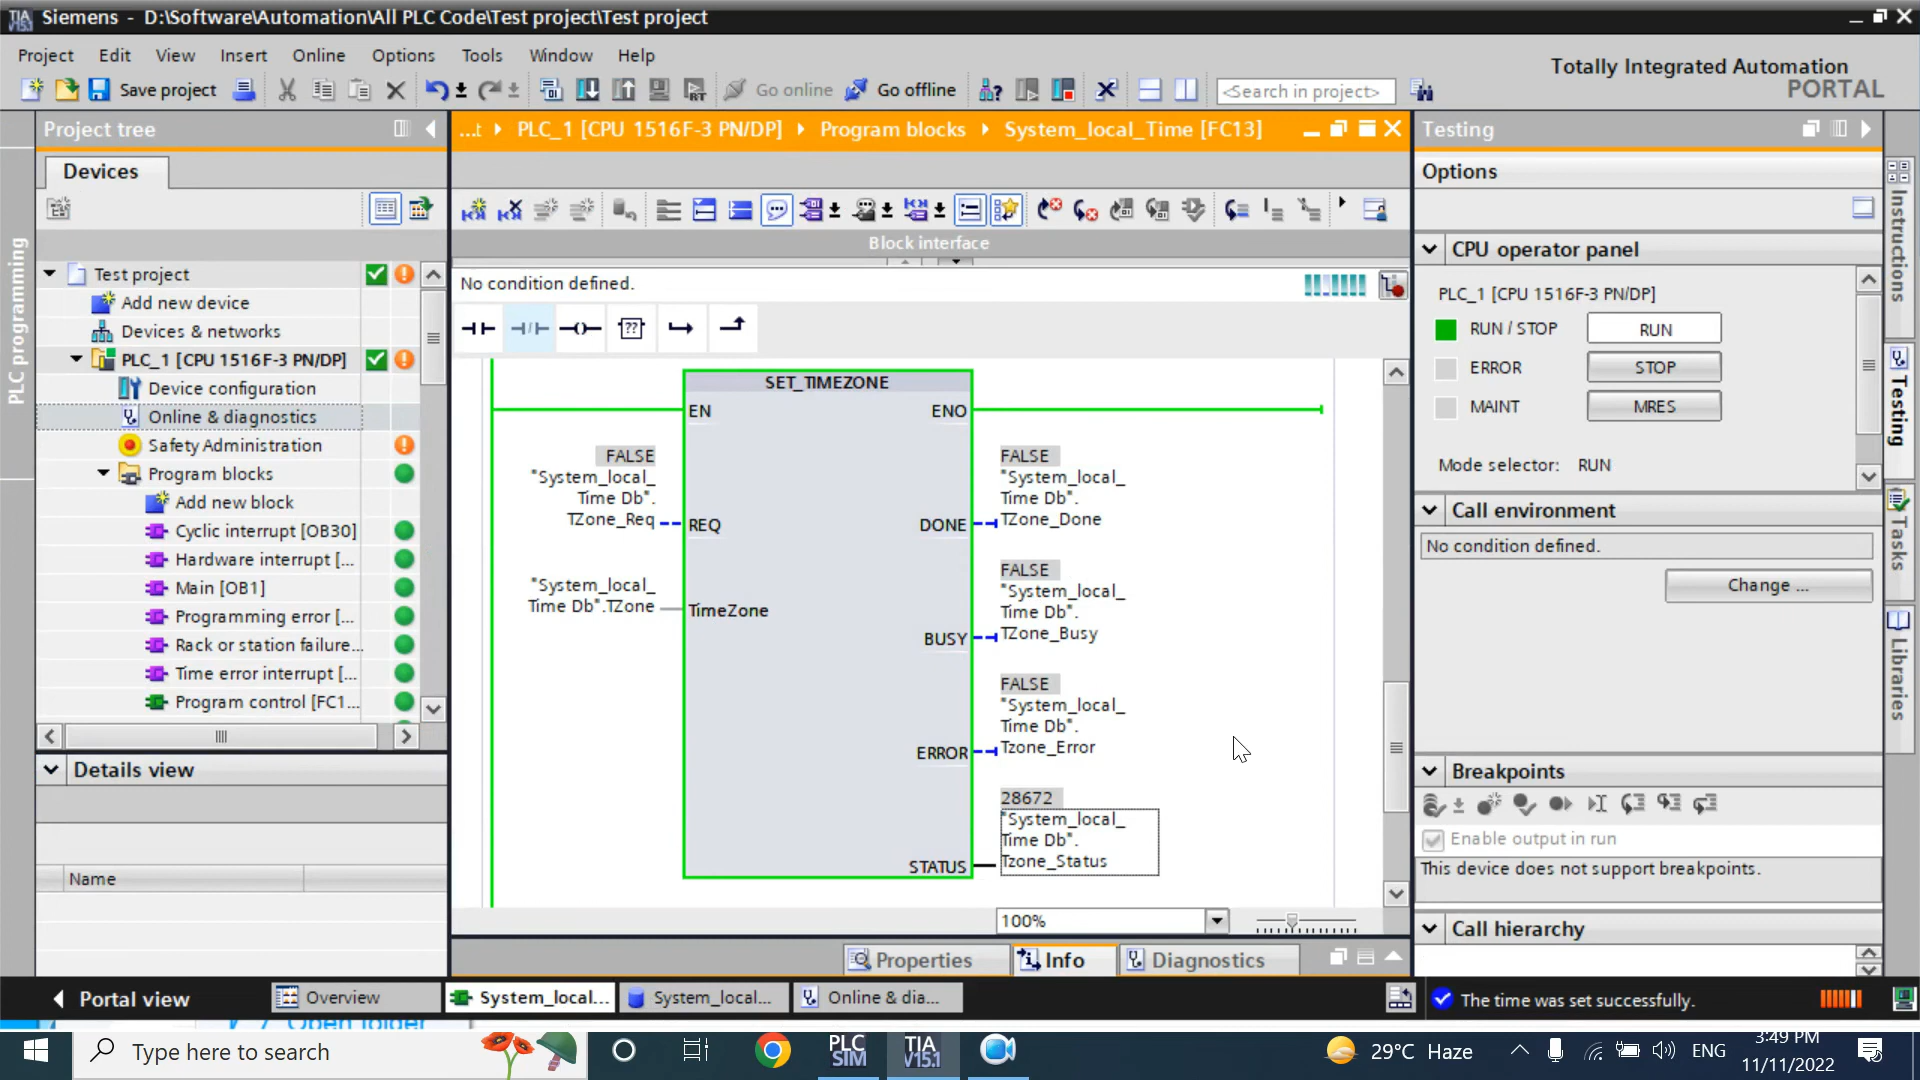 Siemens - D:\Software\Automation\All PLC Code\Test project\Test project
Project Edit View Insert Online Options Tools Window Help
Totally Integrated Automation
PORTAL
Save project
Go online
Go offline
<Search in project>
Project tree
...t PLC_1 [CPU 1516F-3 PN/DP] Program blocks System_local_Time [FC13]
Testing
Devices
Options
PLC programming
Block interface
CPU operator panel
No condition defined.
PLC_1 [CPU 1516F-3 PN/DP]
RUN / STOP RUN
ERROR STOP
MAINT MRES
Mode selector: RUN
Call environment
No condition defined.
Change ...
Breakpoints
Enable output in run
This device does not support breakpoints.
Call hierarchy
Instructions
Testing
Tasks
Libraries
Test project
Add new device
Devices & networks
PLC_1 [CPU 1516F-3 PN/DP]
Device configuration
Online & diagnostics
Safety Administration
Program blocks
Add new block
Cyclic interrupt [OB30]
Hardware interrupt [...
Main [OB1]
Programming error [...
Rack or station failure...
Time error interrupt [...
Program control [FC1...
Details view
Name
??
SET_TIMEZONE
EN ENO
FALSE
"System_local_
Time Db".
TZone_Req
REQ
"System_local_
Time Db".TZone
TimeZone
FALSE
"System_local_
Time Db".
TZone_Done
DONE
FALSE
"System_local_
Time Db".
TZone_Busy
BUSY
FALSE
"System_local_
Time Db".
Tzone_Error
ERROR
28672
"System_local_
Time Db".
Tzone_Status
STATUS
100%
Properties Info Diagnostics
Portal view Overview System_local... System_local... Online & dia... The time was set successfully.
Open folder
Type here to search
PLC
SIM
TIA
V15.1
29°C Haze
ENG
3:49 PM
11/11/2022